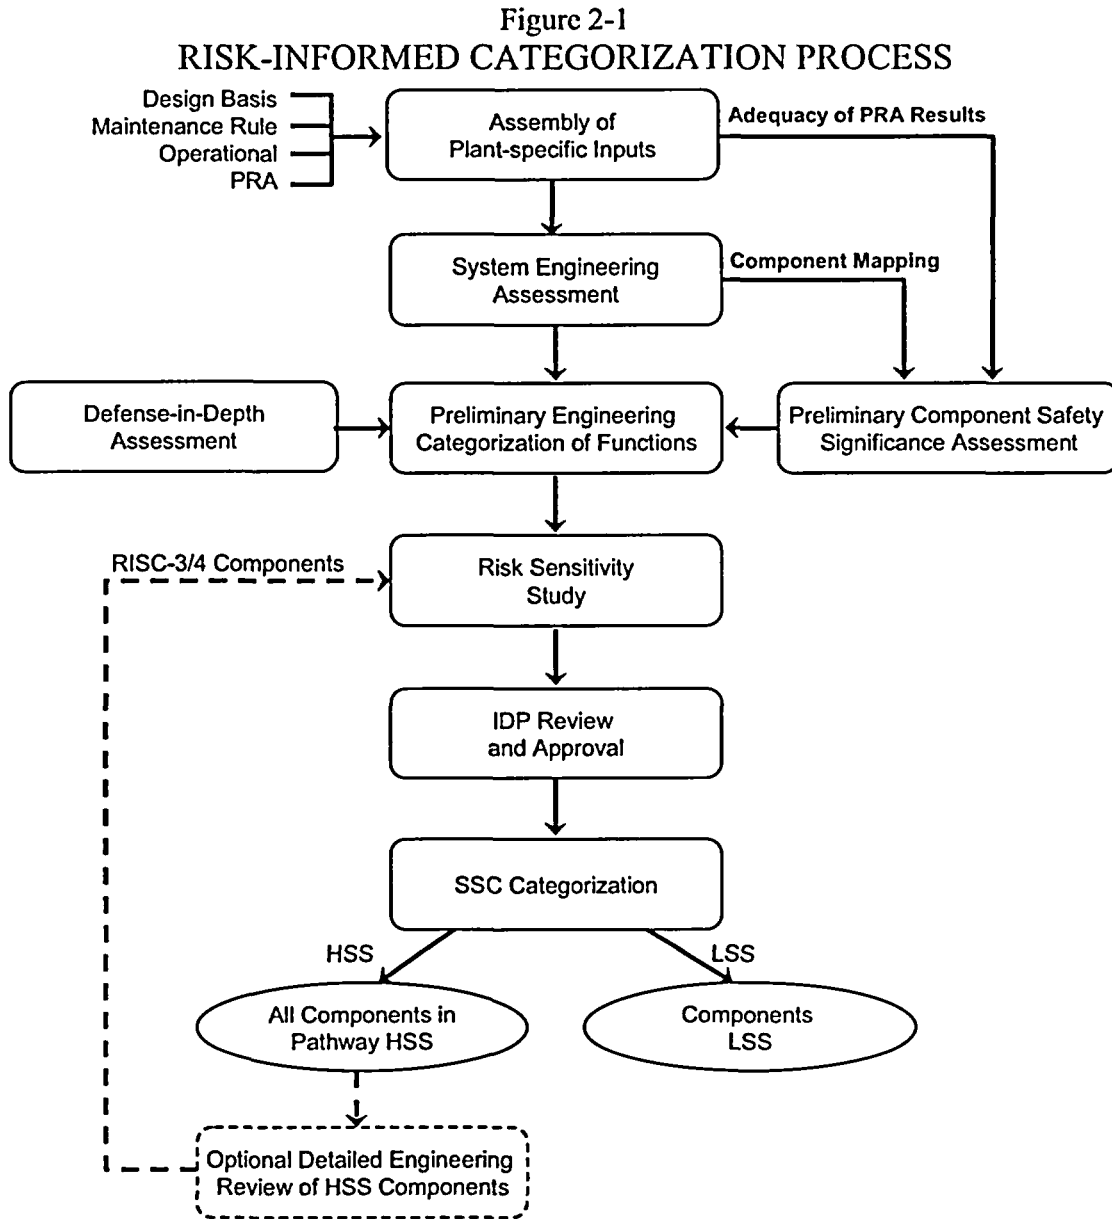 Figure 2-1
RISK-INFORMED CATEGORIZATION PROCESS
Design Basis
Maintenance Rule
Operational
PRA
Assembly of
Plant-specific Inputs
Adequacy of PRA Results
System Engineering
Assessment
Component Mapping
Defense-in-Depth
Assessment
Preliminary Engineering
Categorization of Functions
Preliminary Component Safety
Significance Assessment
RISC-3/4 Components
Risk Sensitivity
Study
IDP Review
and Approval
SSC Categorization
HSS
LSS
All Components in
Pathway HSS
Components
LSS
Optional Detailed Engineering
Review of HSS Components